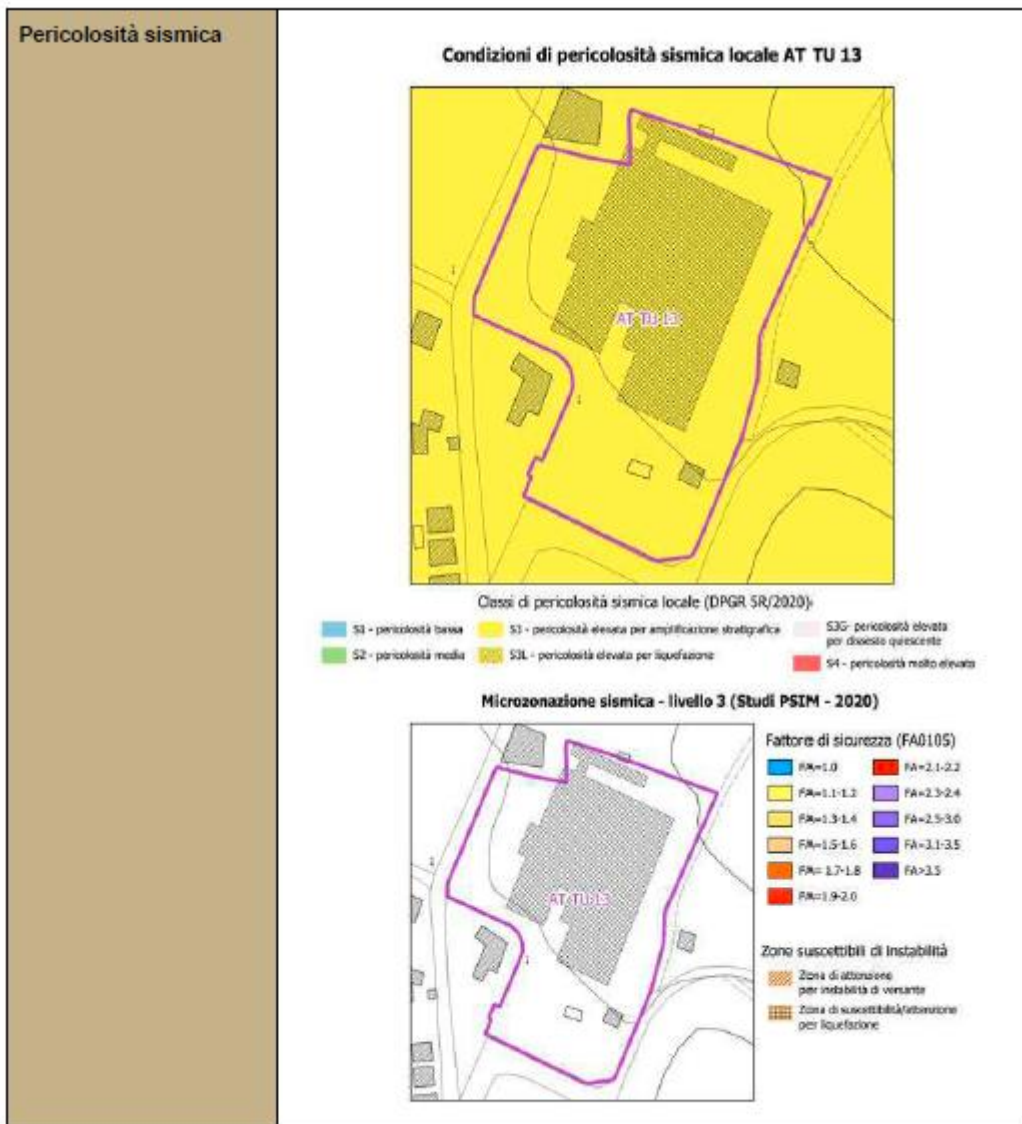 Pericolosità sismica
Condizioni di pericolosità sismica locale AT TU 13
AT TU 13
Classi di pericolosità sismica locale (DPGR 5R/2020)
S1 - pericolosità bassa
S2 - pericolosità media
S3 - pericolosità elevata per amplificazione stratigrafica
S3L - pericolosità elevata per liquefazione
S3G- pericolosità elevata
per dissesto quiescente
S4 - pericolosità molto elevata
Microzonazione sismica - livello 3 (Studi PSIM - 2020)
AT TU 13
Fattore di sicurezza (FA0105)
FA=1.0
FA=1.1-1.2
FA=1.3-1.4
FA=1.5-1.6
FA= 1.7-1.8
FA=1.9-2.0
FA=2.1-2.2
FA=2.3-2.4
FA=2.5-3.0
FA=3.1-3.5
FA>3.5
Zone suscettibili di instabilità
Zona di attenzione
per instabilità di versante
Zona di suscettibilità/attenzione
per liquefazione